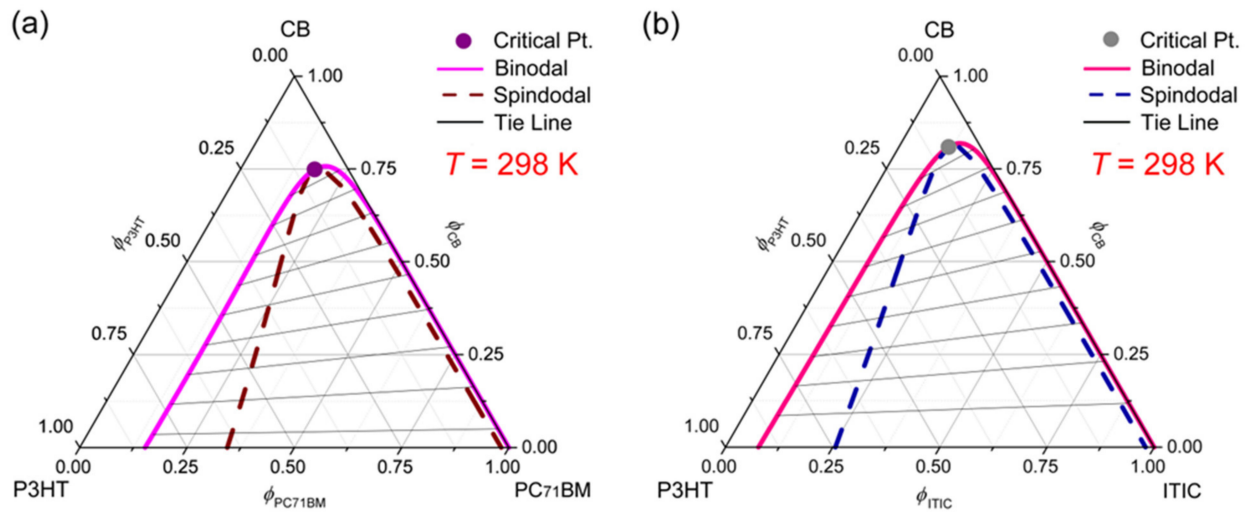 (a)
CB
0.00
1.00
Critical Pt.
Binodal
Spindodal
Tie Line
T = 298 K
0.25
0.75
ϕP3HT
ϕCB
0.50
0.50
0.75
0.25
1.00
0.00
0.00 0.25 0.50 0.75 1.00
P3HT ϕPC71BM PC71BM
(b)
CB
0.00
1.00
Critical Pt.
Binodal
Spindodal
Tie Line
T = 298 K
0.25
0.75
ϕP3HT
ϕCB
0.50
0.50
0.75
0.25
1.00
0.00
0.00 0.25 0.50 0.75 1.00
P3HT ϕITIC ITIC